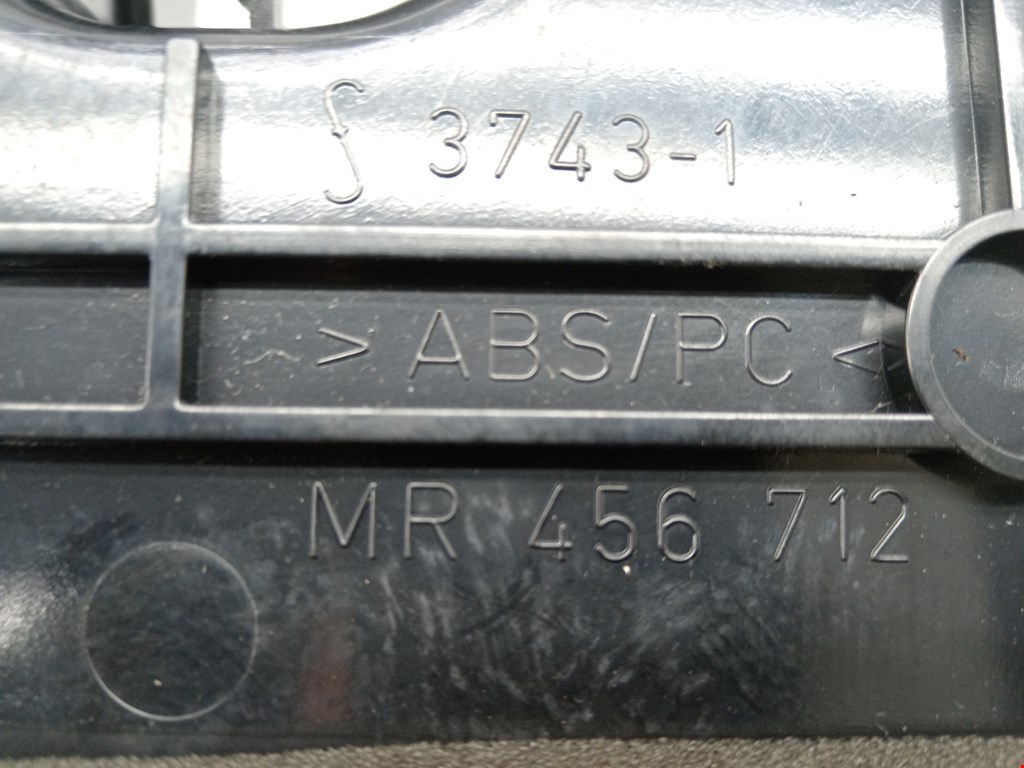 ∫ 3743-1
> ABS/PC <
MR 456 712